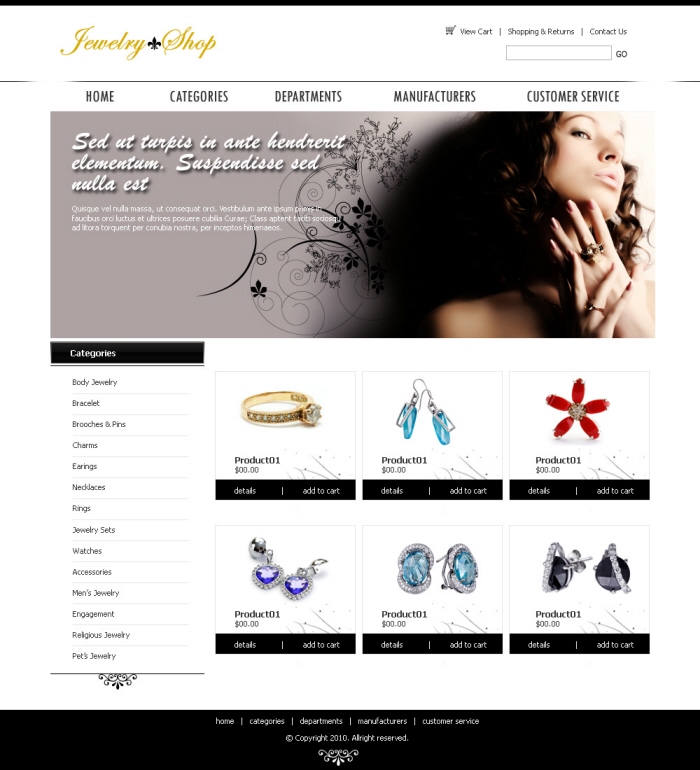 Jewelry Shop
View Cart | Shopping & Returns | Contact Us
GO
HOME CATEGORIES DEPARTMENTS MANUFACTURERS CUSTOMER SERVICE
Sed ut turpis in ante hendrerit
elementum. Suspendisse sed
nulla est
Quisque vel nulla massa, ut consequat orci. Vestibulum ante ipsum primis in
faucibus orci luctus et ultrices posuere cubilia Curae; Class aptent taciti sociosqu
ad litora torquent per conubia nostra, per inceptos himenaeos.
Categories
Body Jewelry
Bracelet
Brooches & Pins
Charms
Earings
Necklaces
Rings
Jewelry Sets
Watches
Accessories
Men's Jewelry
Engagement
Religious Jewelry
Pet's Jewelry
Product01 Product01 Product01
$00.00 $00.00 $00.00
details | add to cart details | add to cart details | add to cart
Product01 Product01 Product01
$00.00 $00.00 $00.00
details | add to cart details | add to cart details | add to cart
home | categories | departments | manufacturers | customer service
© Copyright 2010. Allright reserved.